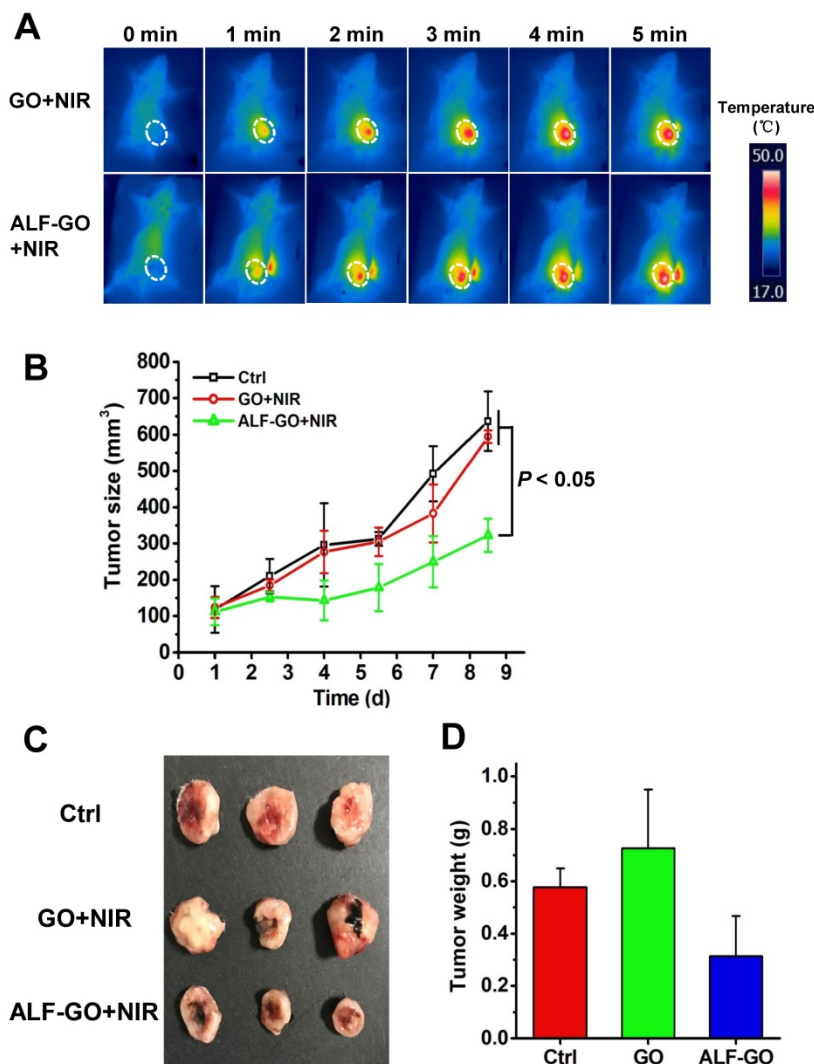 A
0 min 1 min 2 min 3 min 4 min 5 min
GO+NIR
ALF-GO
+NIR
Temperature
(℃)
50.0
17.0
B
800
700
600
500
400
300
200
100
0
Tumor size (mm³)
Ctrl
GO+NIR
ALF-GO+NIR
P < 0.05
0 1 2 3 4 5 6 7 8 9
Time (d)
C
Ctrl
GO+NIR
ALF-GO+NIR
D
1.0
0.8
0.6
0.4
0.2
0.0
Tumor weight (g)
Ctrl GO ALF-GO